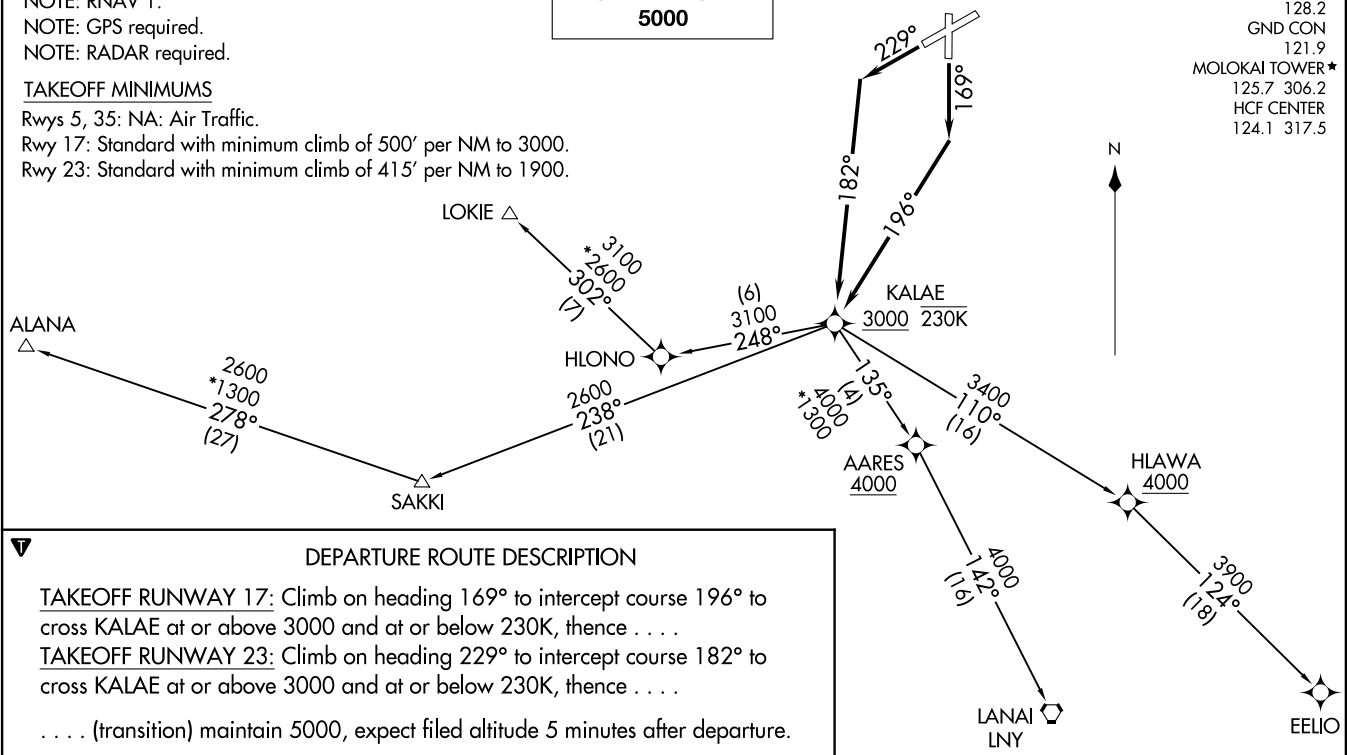 NOTE: RNAV 1.
NOTE: GPS required.
NOTE: RADAR required.
TAKEOFF MINIMUMS
Rwys 5, 35: NA: Air Traffic.
Rwy 17: Standard with minimum climb of 500' per NM to 3000.
Rwy 23: Standard with minimum climb of 415' per NM to 1900.
5000
128.2
GND CON
121.9
MOLOKAI TOWER★
125.7 306.2
HCF CENTER
124.1 317.5
N
229°
169°
182°
196°
LOKIE
3100
*2600
302°
(7)
(6)
3100
248°
KALAE
3000 230K
HLONO
ALANA
2600
*1300
278°
(27)
2600
238°
(21)
SAKKI
135°
(4)
4000
*1300
3400
110°
(16)
AARES
4000
HLAWA
4000
4000
142°
(16)
3900
124°
(18)
LANAI
LNY
EELIO
T
DEPARTURE ROUTE DESCRIPTION
TAKEOFF RUNWAY 17: Climb on heading 169° to intercept course 196° to
cross KALAE at or above 3000 and at or below 230K, thence . . . .
TAKEOFF RUNWAY 23: Climb on heading 229° to intercept course 182° to
cross KALAE at or above 3000 and at or below 230K, thence . . . .
. . . . (transition) maintain 5000, expect filed altitude 5 minutes after departure.